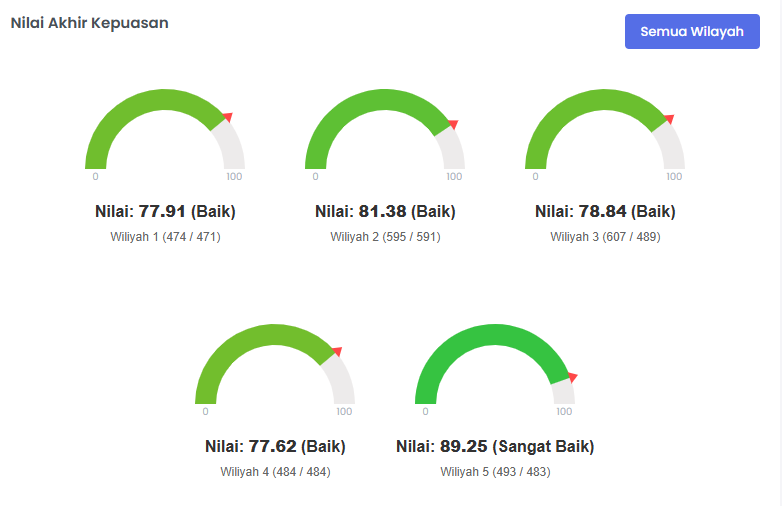 Nilai Akhir Kepuasan
Semua Wilayah
0 100
Nilai: 77.91 (Baik)
Wiliyah 1 (474 / 471)
0 100
Nilai: 81.38 (Baik)
Wiliyah 2 (595 / 591)
0 100
Nilai: 78.84 (Baik)
Wiliyah 3 (607 / 489)
0 100
Nilai: 77.62 (Baik)
Wiliyah 4 (484 / 484)
0 100
Nilai: 89.25 (Sangat Baik)
Wiliyah 5 (493 / 483)